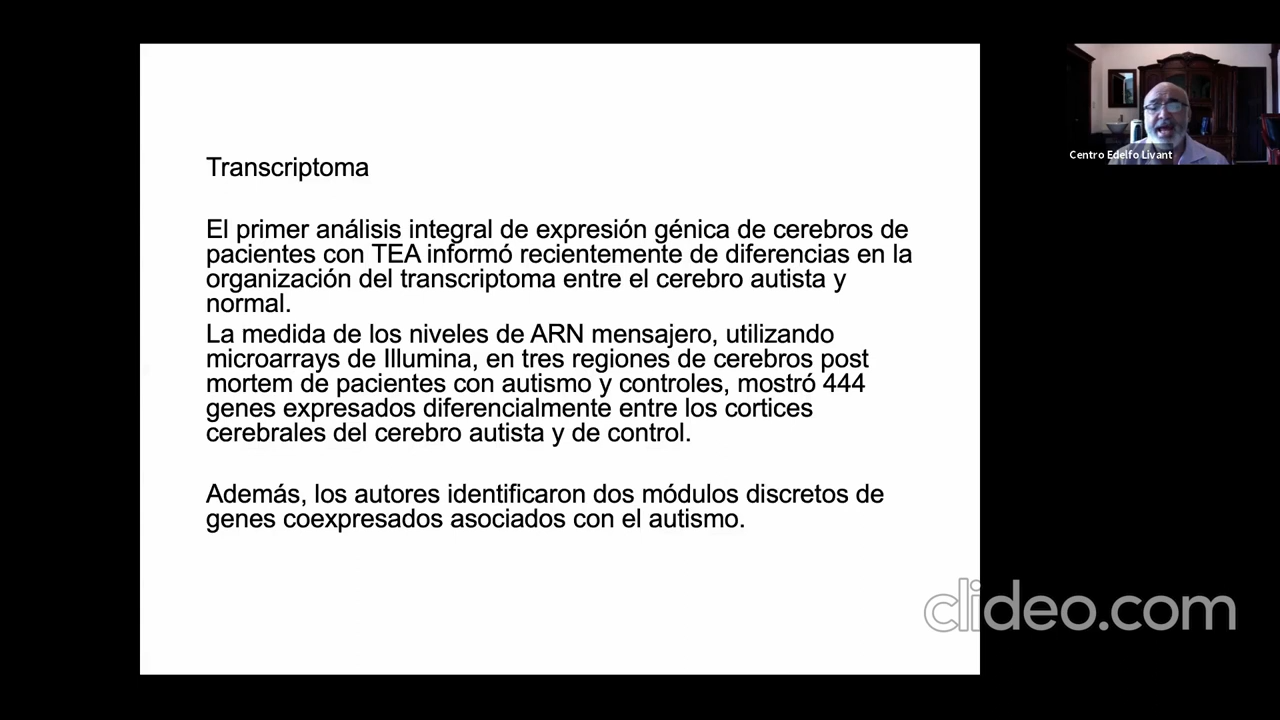 Transcriptoma
El primer análisis integral de expresión génica de cerebros de
pacientes con TEA informó recientemente de diferencias en la
organización del transcriptoma entre el cerebro autista y
normal.
La medida de los niveles de ARN mensajero, utilizando
microarrays de Illumina, en tres regiones de cerebros post
mortem de pacientes con autismo y controles, mostró 444
genes expresados diferencialmente entre los cortices
cerebrales del cerebro autista y de control.
Además, los autores identificaron dos módulos discretos de
genes coexpresados asociados con el autismo.
Centro Edelfo Livant
clideo.com